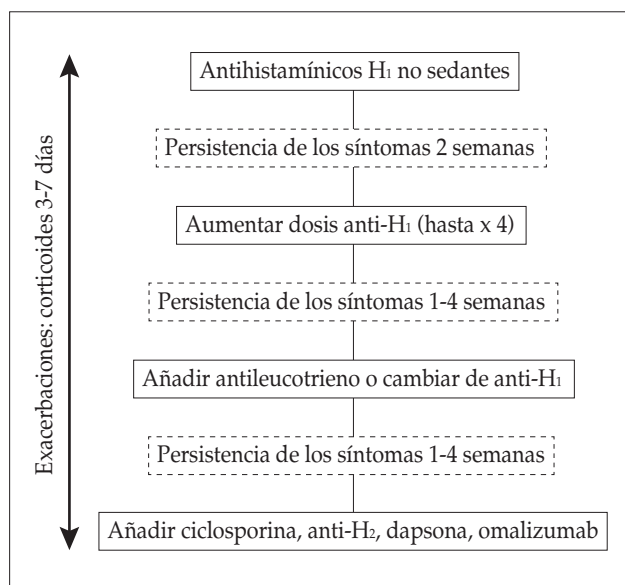 Antihistamínicos H1 no sedantes
Persistencia de los síntomas 2 semanas
Aumentar dosis anti-H1 (hasta x 4)
Persistencia de los síntomas 1-4 semanas
Añadir antileucotrieno o cambiar de anti-H1
Persistencia de los síntomas 1-4 semanas
Añadir ciclosporina, anti-H2, dapsona, omalizumab
Exacerbaciones: corticoides 3-7 días